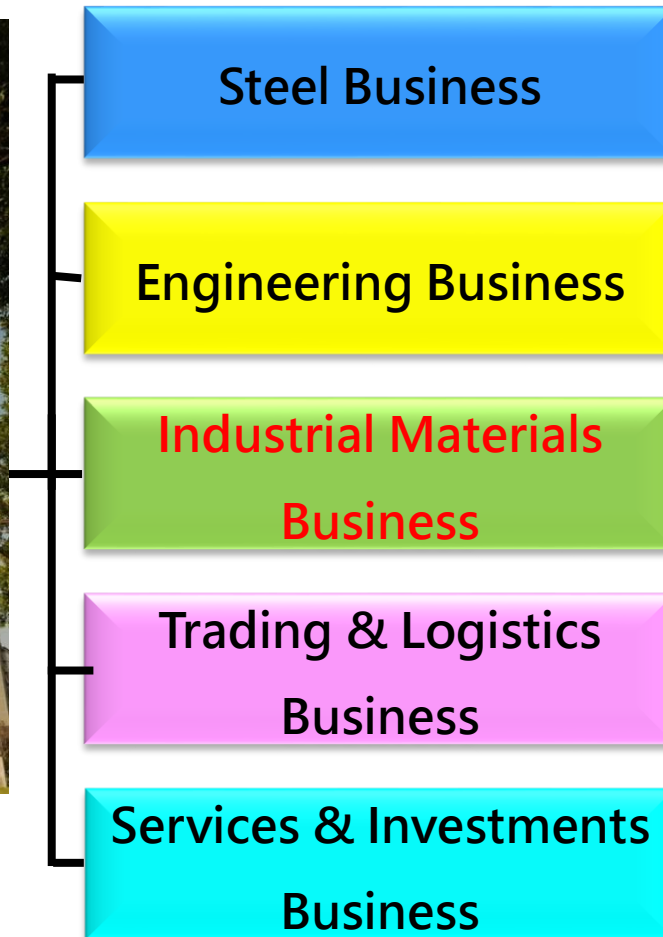 Steel Business
Engineering Business
Industrial Materials
Business
Trading & Logistics
Business
Services & Investments
Business